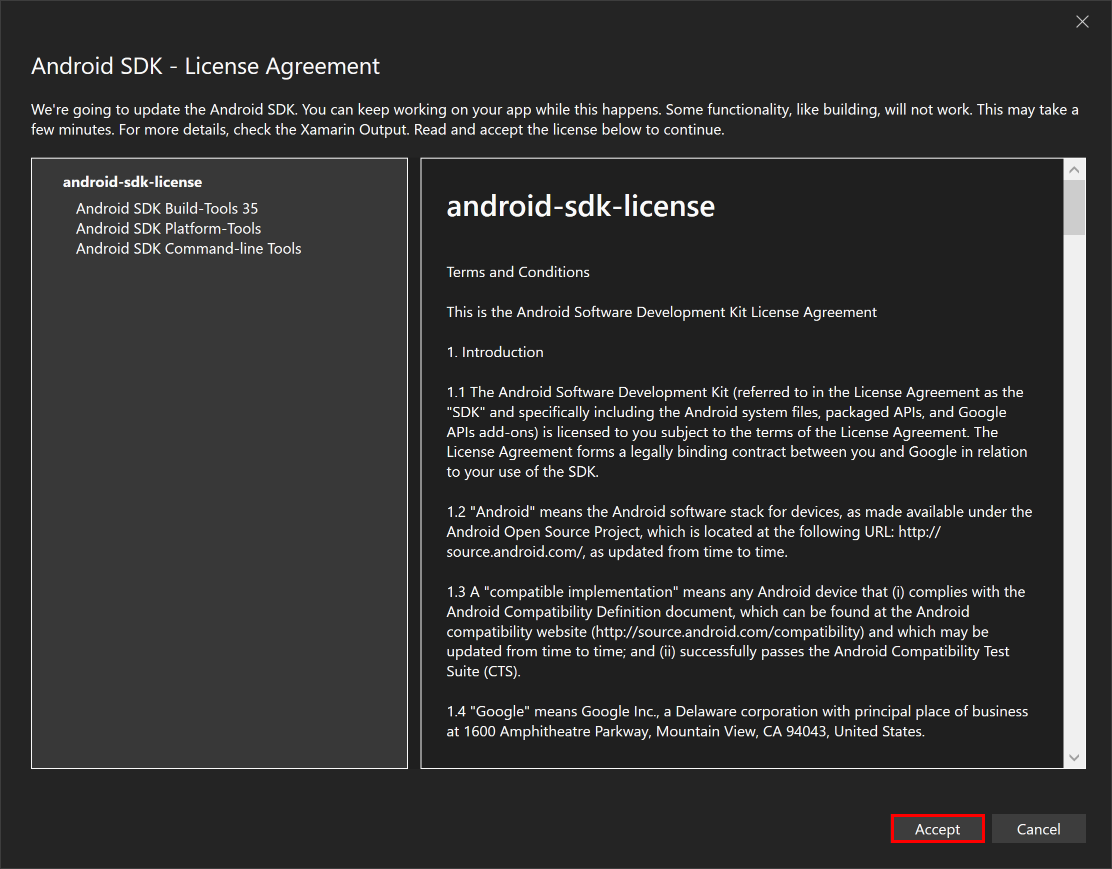 Android SDK - License Agreement
We're going to update the Android SDK. You can keep working on your app while this happens. Some functionality, like building, will not work. This may take a
few minutes. For more details, check the Xamarin Output. Read and accept the license below to continue.
android-sdk-license
Android SDK Build-Tools 35
Android SDK Platform-Tools
Android SDK Command-line Tools
android-sdk-license
Terms and Conditions
This is the Android Software Development Kit License Agreement
1. Introduction
1.1 The Android Software Development Kit (referred to in the License Agreement as the
"SDK" and specifically including the Android system files, packaged APIs, and Google
APIs add-ons) is licensed to you subject to the terms of the License Agreement. The
License Agreement forms a legally binding contract between you and Google in relation
to your use of the SDK.
1.2 "Android" means the Android software stack for devices, as made available under the
Android Open Source Project, which is located at the following URL: http://
source.android.com/, as updated from time to time.
1.3 A "compatible implementation" means any Android device that (i) complies with the
Android Compatibility Definition document, which can be found at the Android
compatibility website (http://source.android.com/compatibility) and which may be
updated from time to time; and (ii) successfully passes the Android Compatibility Test
Suite (CTS).
1.4 "Google" means Google Inc., a Delaware corporation with principal place of business
at 1600 Amphitheatre Parkway, Mountain View, CA 94043, United States.
Accept
Cancel